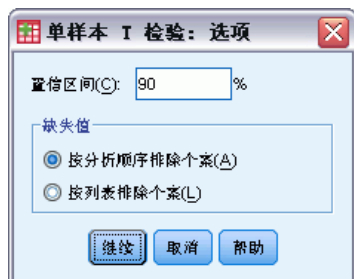 单样本 T 检验: 选项
置信区间(C): 90 %
缺失值
按分析顺序排除个案(A)
按列表排除个案(L)
继续 取消 帮助